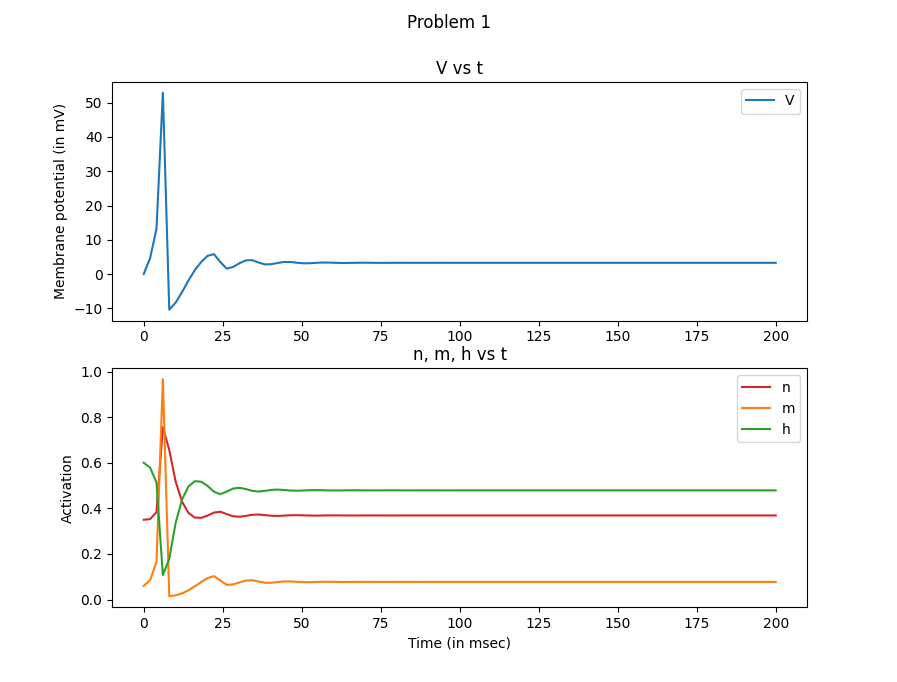 Problem 1
V vs t
Membrane potential (in mV)
50
40
30
20
10
0
−10
V
0 25 50 75 100 125 150 175 200
n, m, h vs t
Activation
1.0
0.8
0.6
0.4
0.2
0.0
n
m
h
0 25 50 75 100 125 150 175 200
Time (in msec)